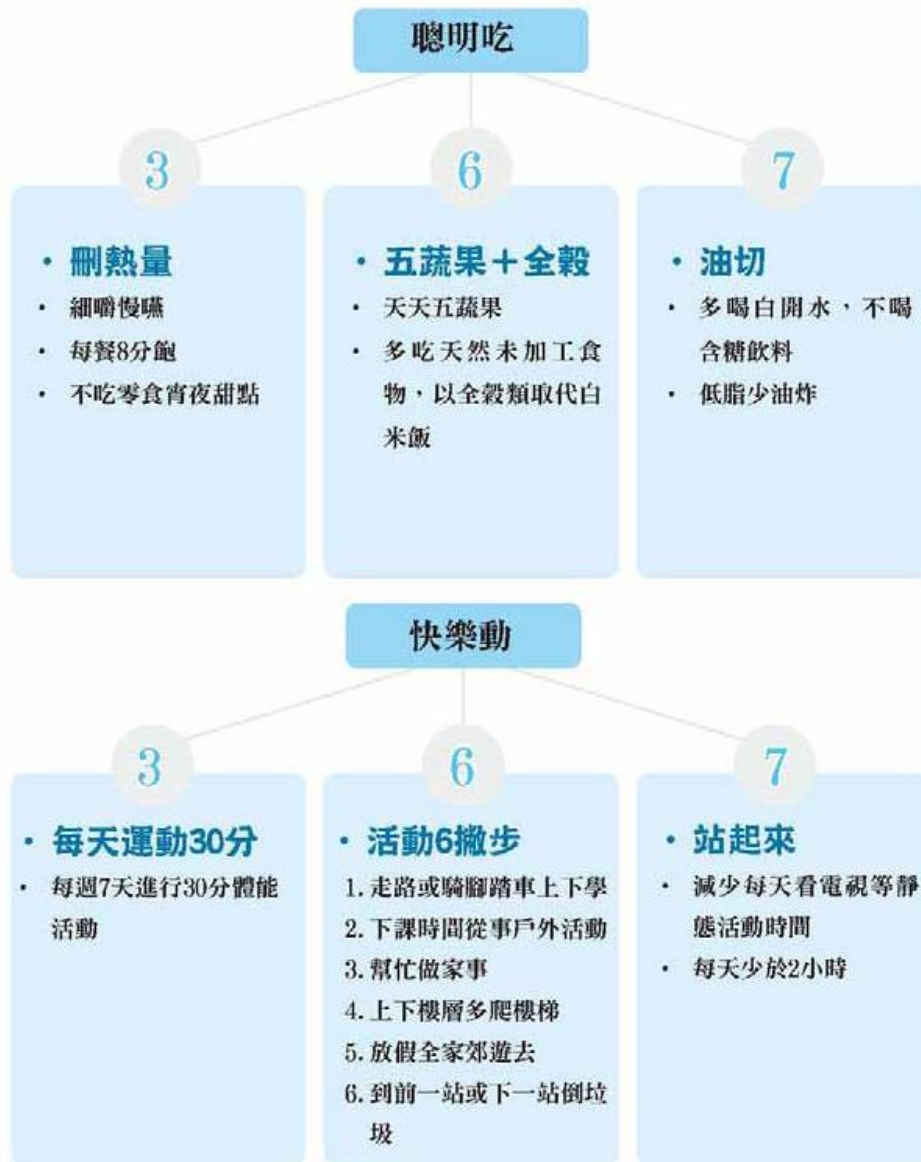 聰明吃
3
・刪熱量
・細嚼慢嚥
・每餐8分飽
・不吃零食宵夜甜點
6
・五蔬果＋全穀
・天天五蔬果
・多吃天然未加工食
物，以全穀類取代白
米飯
7
・油切
・多喝白開水，不喝
含糖飲料
・低脂少油炸
快樂動
3
・每天運動30分
・每週7天進行30分體能
活動
6
・活動6撇步
1. 走路或騎腳踏車上下學
2. 下課時間從事戶外活動
3. 幫忙做家事
4. 上下樓層多爬樓梯
5. 放假全家郊遊去
6. 到前一站或下一站倒垃
圾
7
・站起來
・減少每天看電視等靜
態活動時間
・每天少於2小時